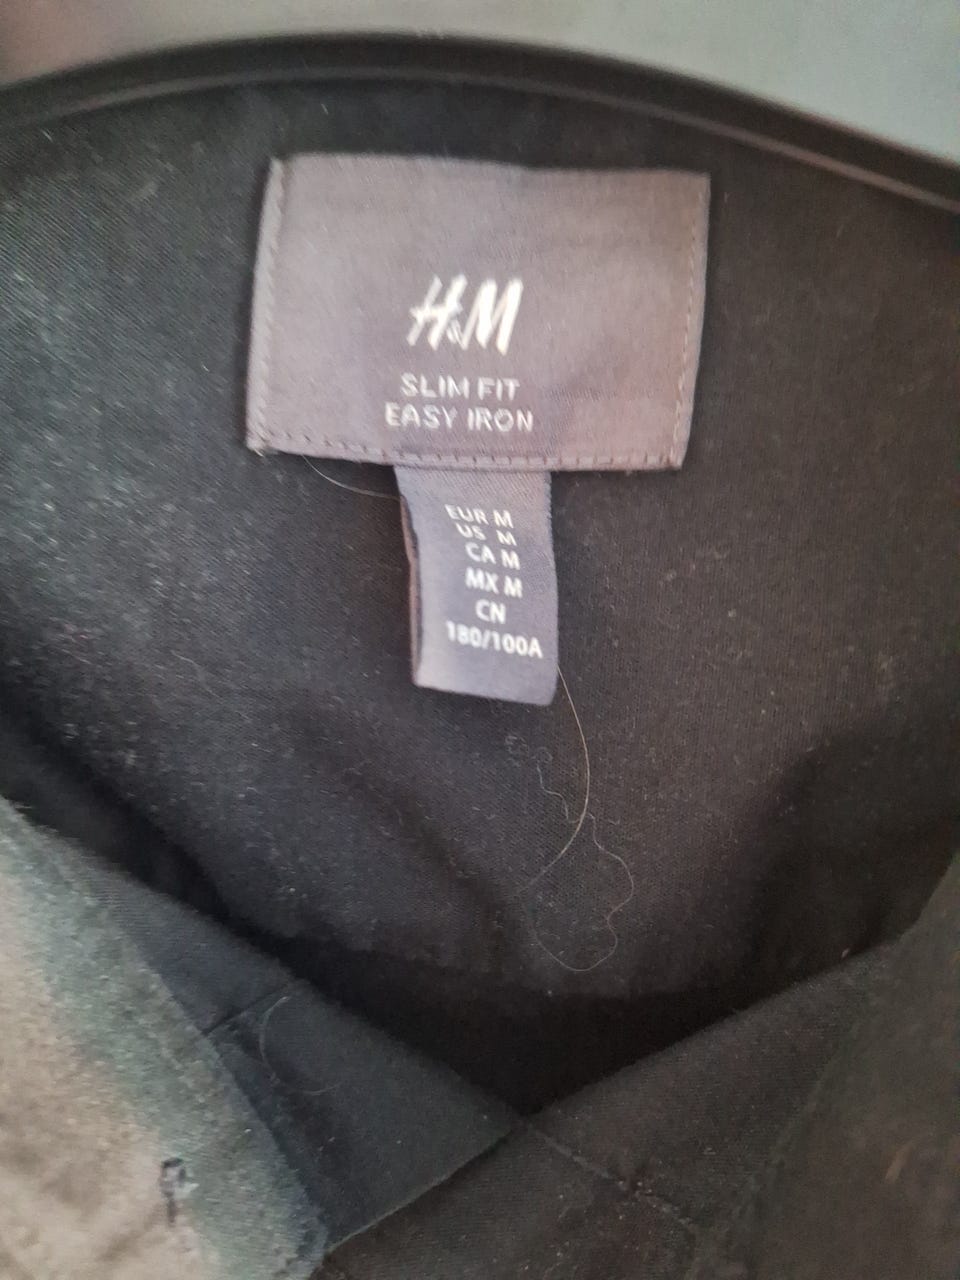 H&M
SLIM FIT
EASY IRON
EUR M
US M
CA M
MX M
CN
180/100A